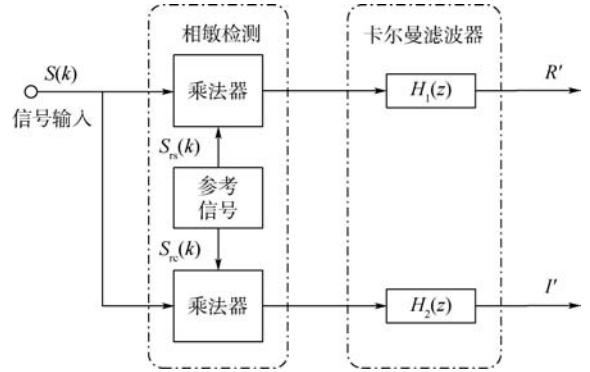 相敏检测
卡尔曼滤波器
S(k)
信号输入
乘法器
H₁(z)
R′
Sᵣₛ(k)
参考
信号
S_rc(k)
乘法器
H₂(z)
I′